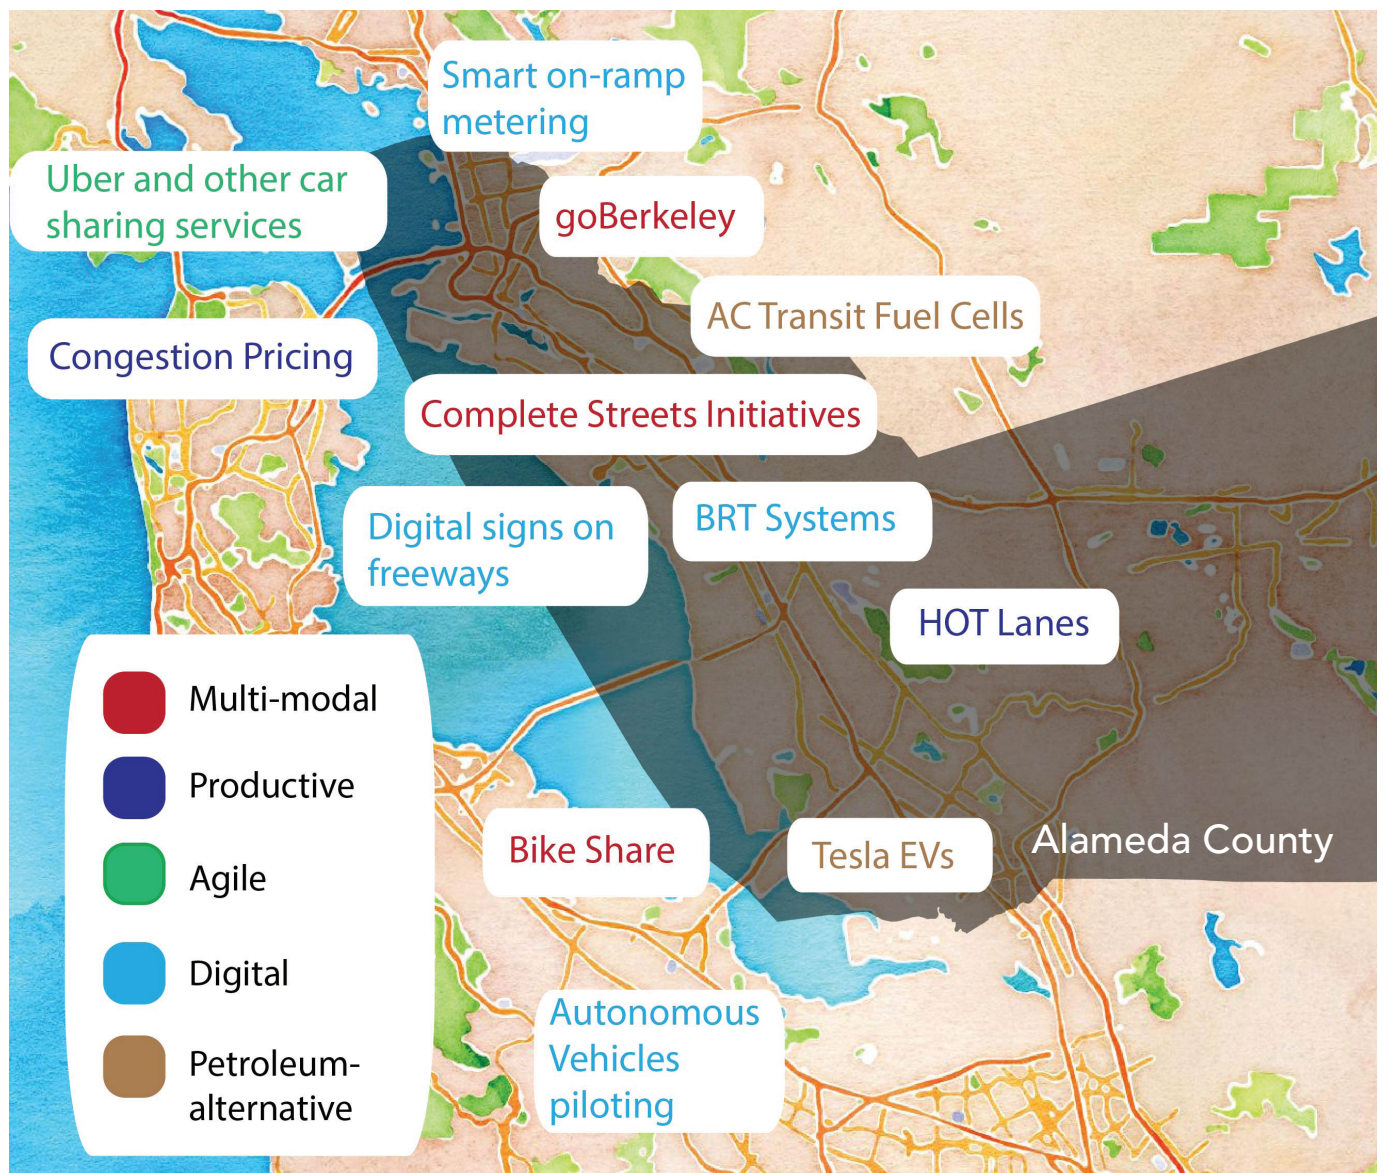 Smart on-ramp
metering
Uber and other car
sharing services
goBerkeley
AC Transit Fuel Cells
Congestion Pricing
Complete Streets Initiatives
Digital signs on
freeways
BRT Systems
HOT Lanes
Multi-modal
Productive
Agile
Digital
Petroleum-
alternative
Bike Share
Tesla EVs
Alameda County
Autonomous
Vehicles
piloting